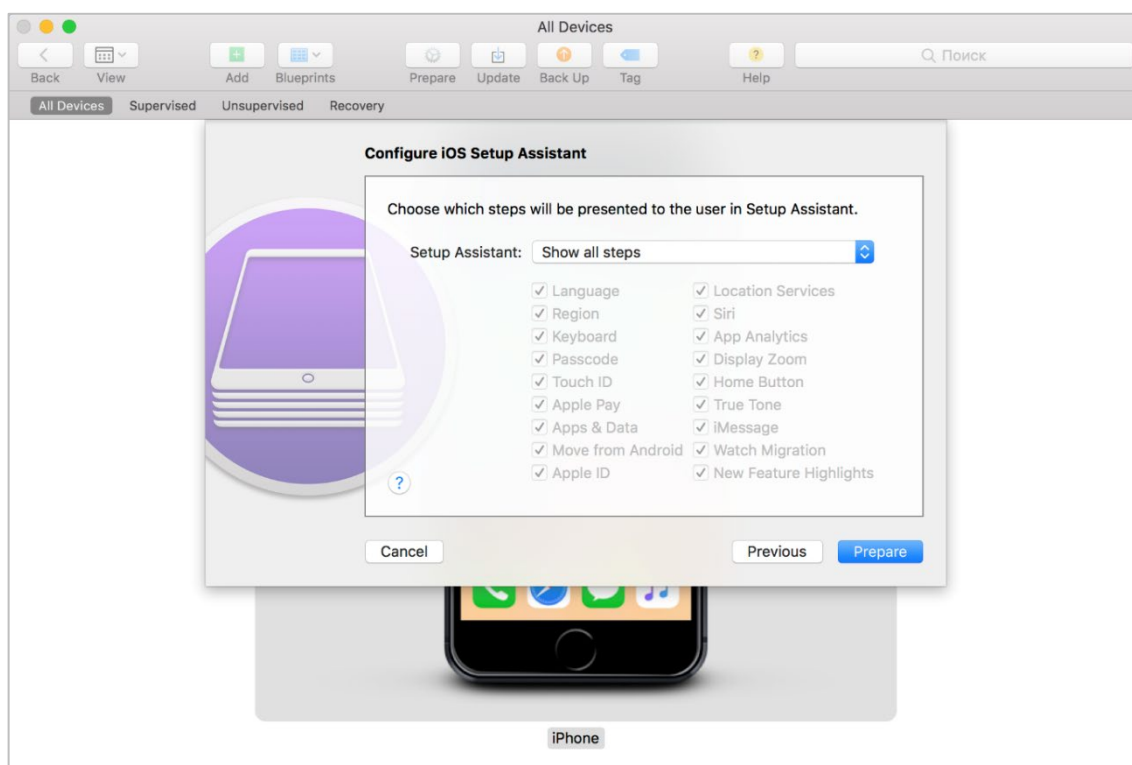 All Devices
Back View Add Blueprints Prepare Update Back Up Tag ? Help Поиск
All Devices Supervised Unsupervised Recovery
Configure iOS Setup Assistant
Choose which steps will be presented to the user in Setup Assistant.
Setup Assistant: Show all steps
Language Location Services
Region Siri
Keyboard App Analytics
Passcode Display Zoom
Touch ID Home Button
Apple Pay True Tone
Apps & Data iMessage
Move from Android Watch Migration
Apple ID New Feature Highlights
?
Cancel Previous Prepare
iPhone